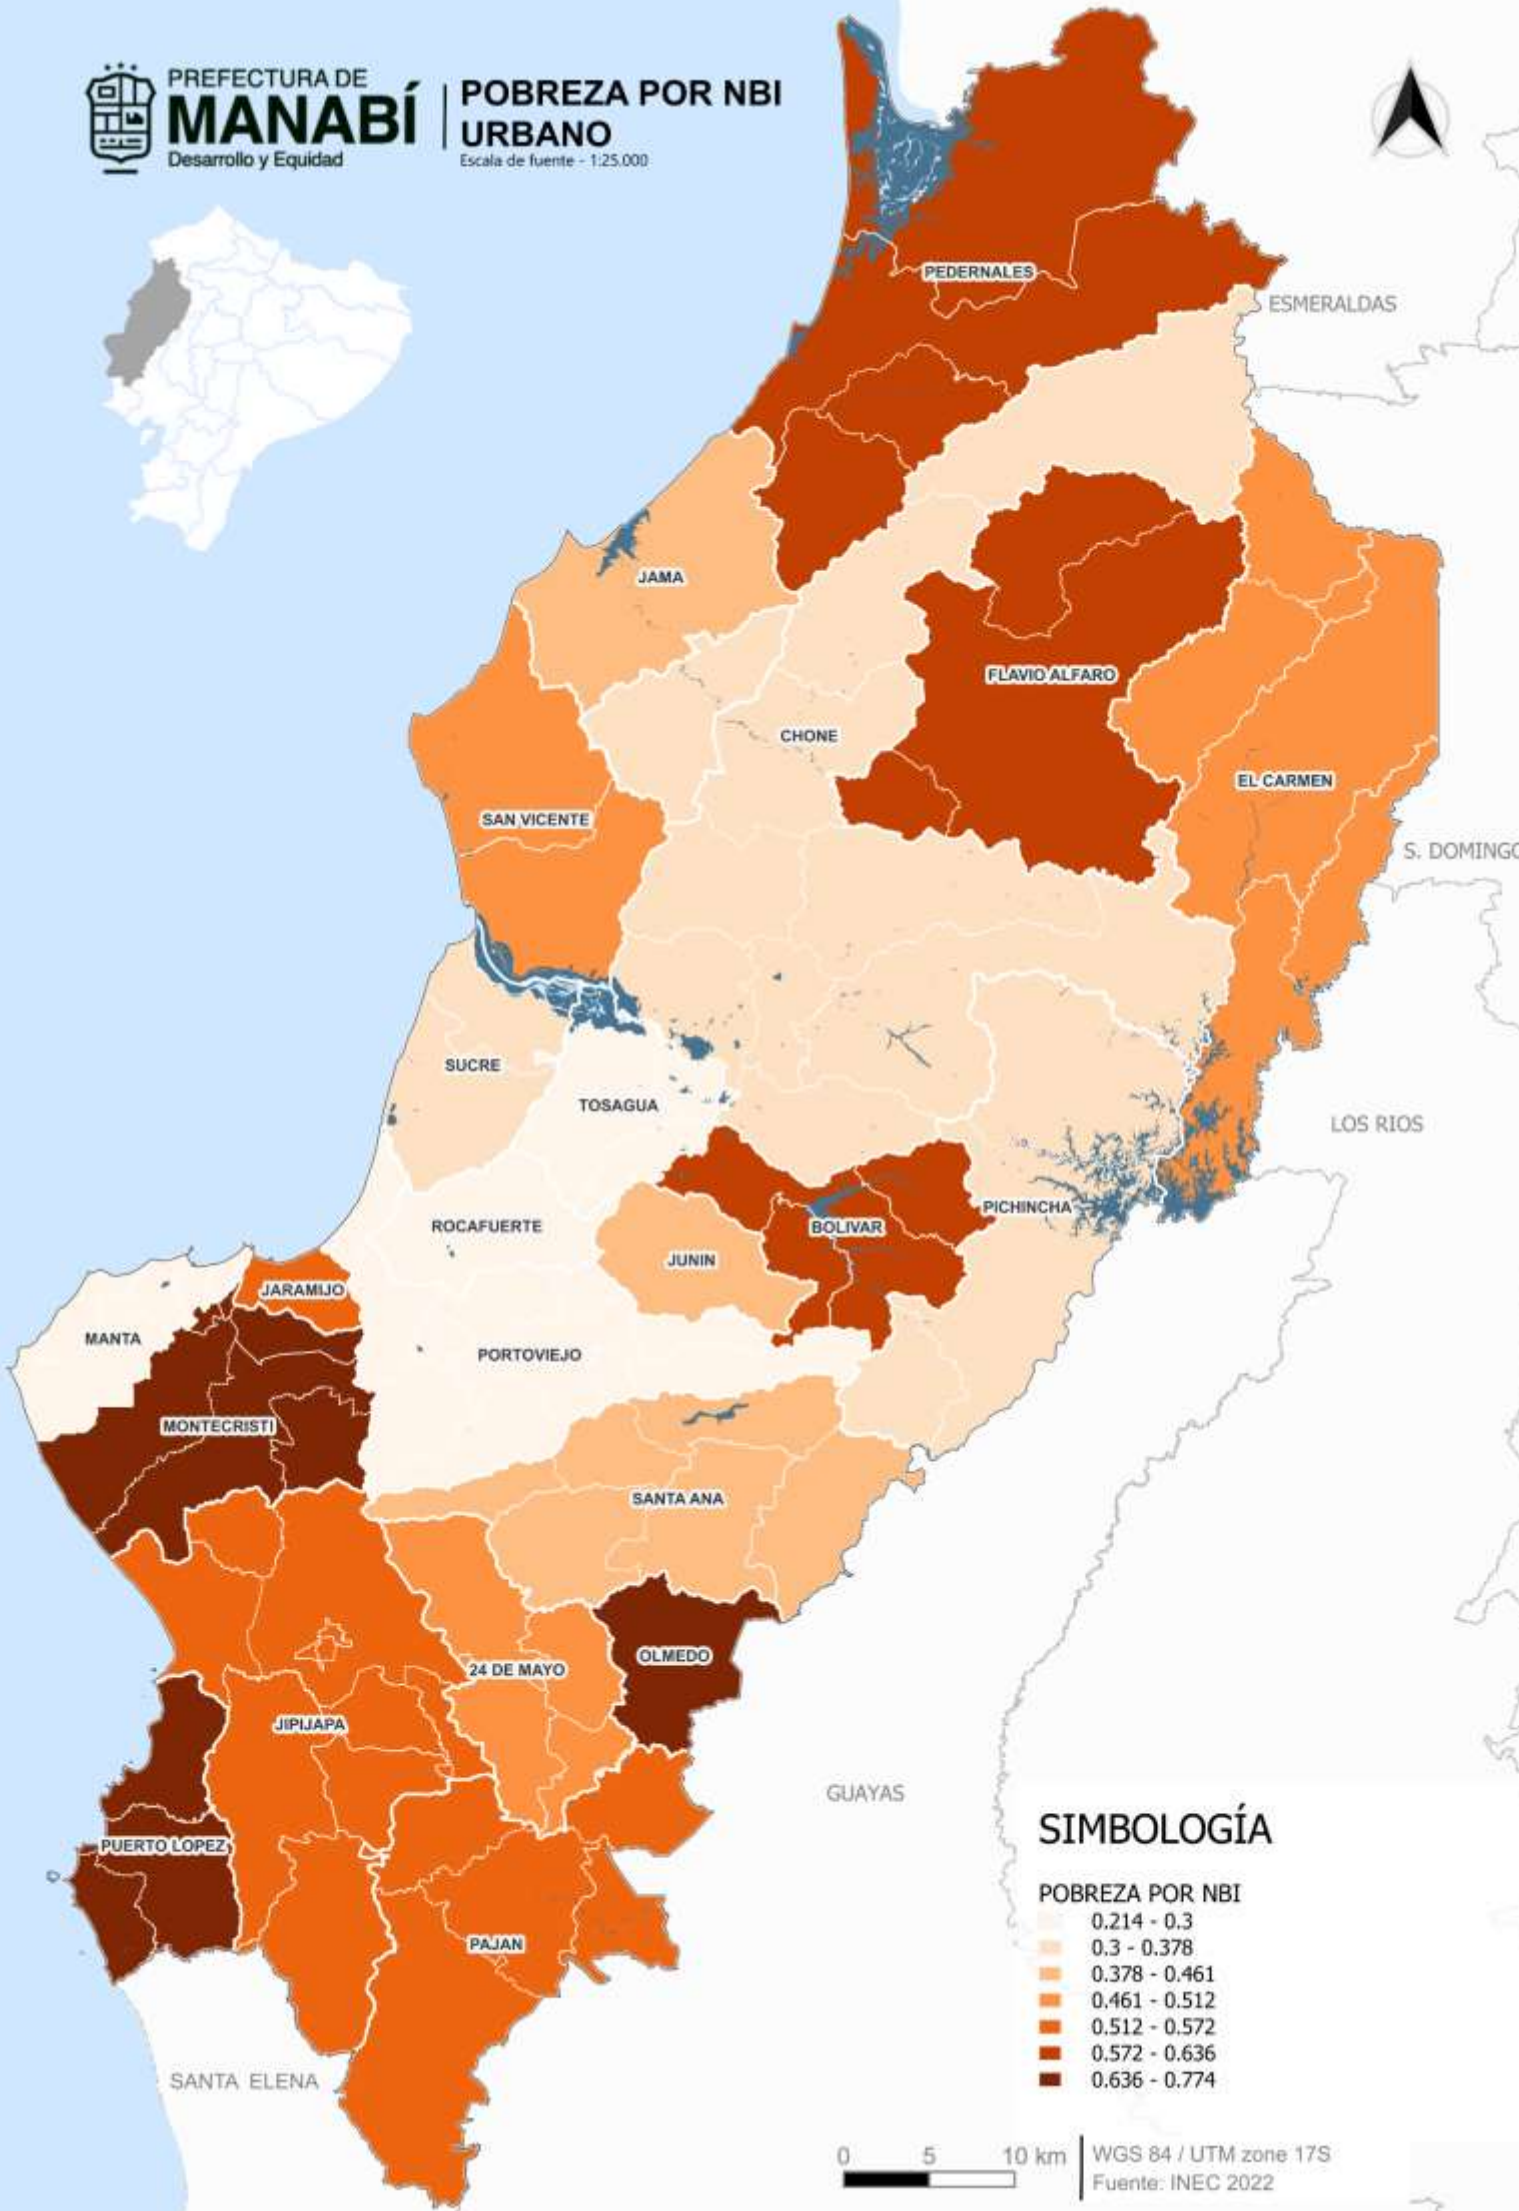 PREFECTURA DE
MANABÍ
Desarrollo y Equidad
POBREZA POR NBI
URBANO
Escala de fuente - 1:25.000
PEDERNALES
ESMERALDAS
JAMA
FLAVIO ALFARO
CHONE
EL CARMEN
SAN VICENTE
S. DOMINGO
SUCRE
TOSAGUA
LOS RIOS
PICHINCHA
ROCAFUERTE
BOLIVAR
JUNIN
JARAMIJO
MANTA
PORTOVIEJO
MONTECRISTI
SANTA ANA
OLMEDO
24 DE MAYO
JIPIJAPA
GUAYAS
PUERTO LOPEZ
PAJAN
SANTA ELENA
SIMBOLOGÍA
POBREZA POR NBI
0.214 - 0.3
0.3 - 0.378
0.378 - 0.461
0.461 - 0.512
0.512 - 0.572
0.572 - 0.636
0.636 - 0.774
0 5 10 km
WGS 84 / UTM zone 17S
Fuente: INEC 2022